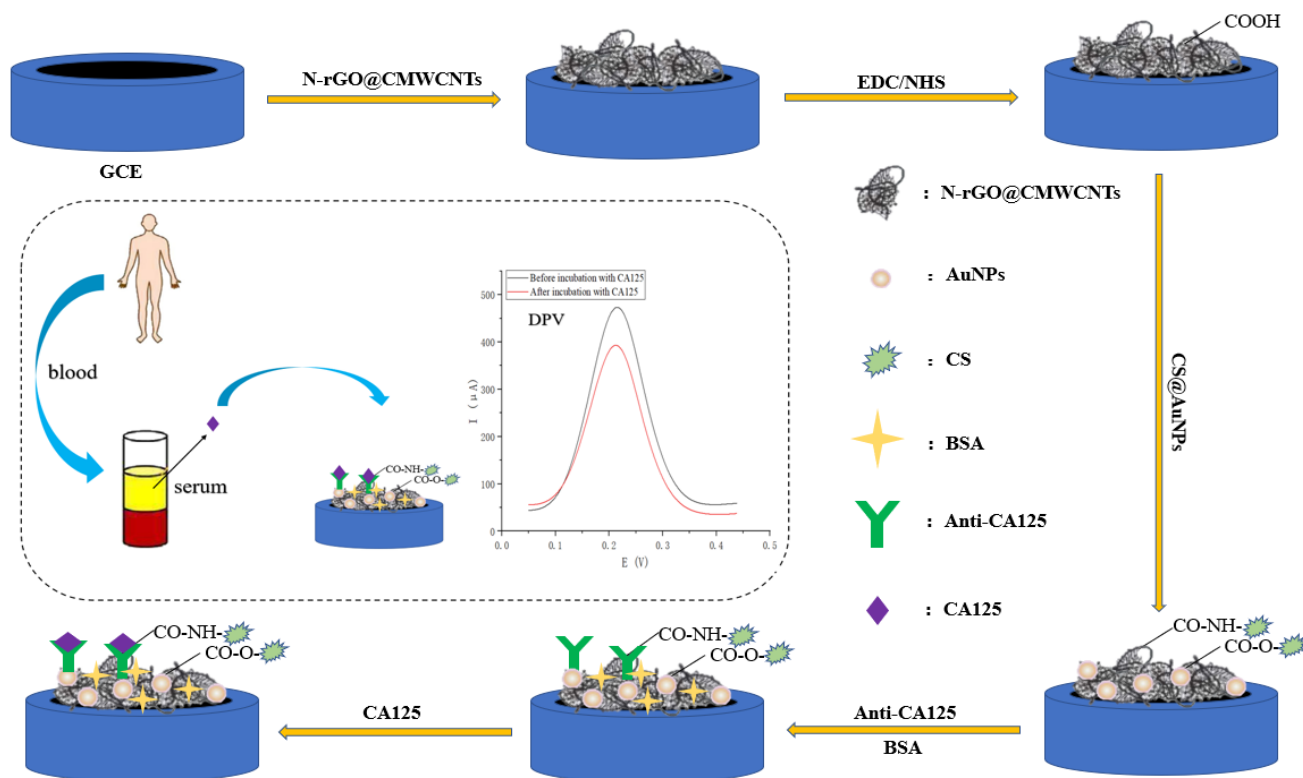 COOH
N-rGO@CMWCNTs
EDC/NHS
GCE
: N-rGO@CMWCNTs
: AuNPs
: CS
: BSA
: Anti-CA125
: CA125
CS@AuNPs
blood
serum
CO-NH-
CO-O-
Before incubation with CA125
After incubation with CA125
DPV
500
400
300
200
100
0
I (μA)
0.0
0.1
0.2
0.3
0.4
0.5
E (V)
CO-NH-
CO-O-
Anti-CA125
BSA
CO-NH-
CO-O-
CA125
CO-NH-
CO-O-